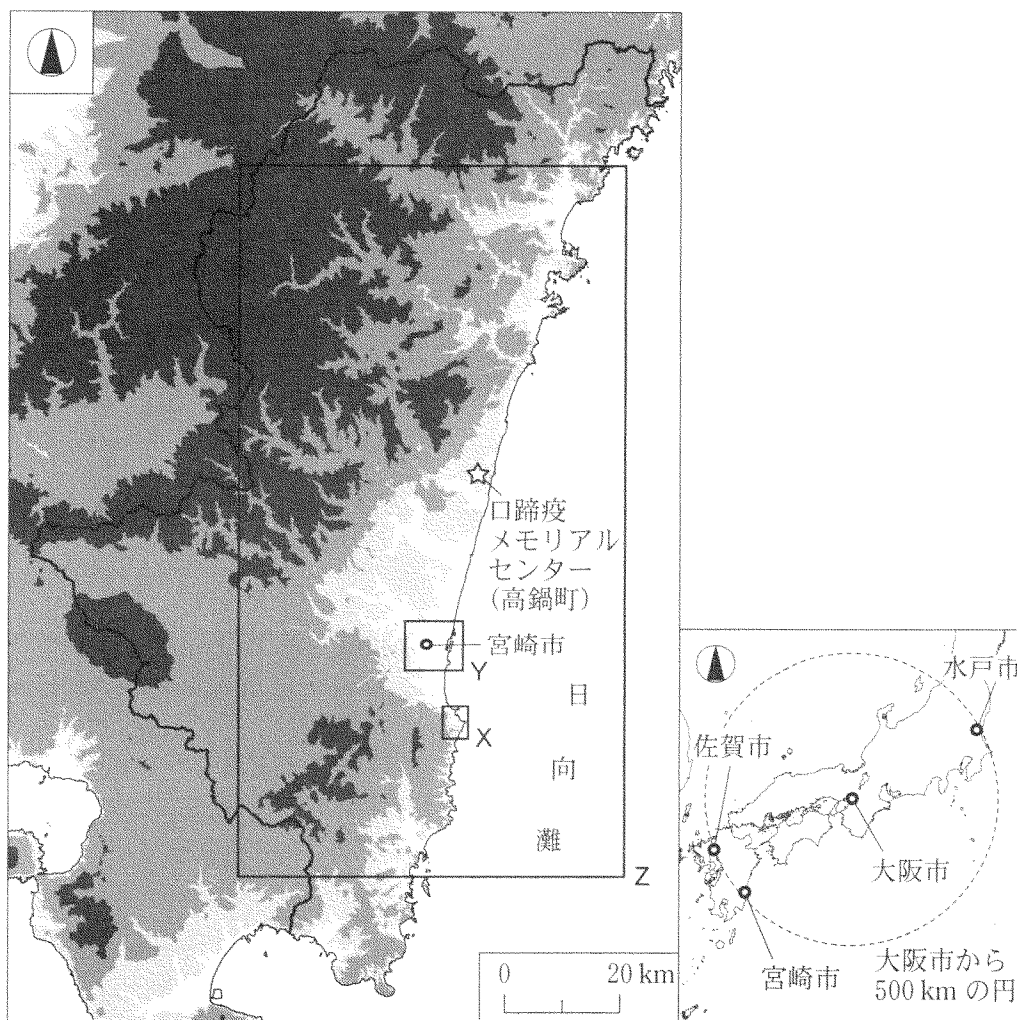 口蹄疫
メモリアル
センター
(高鍋町)
宮崎市
Y
X
日
向
灘
Z
0 20 km
水戸市
佐賀市
大阪市
宮崎市
大阪市から
500 km の円